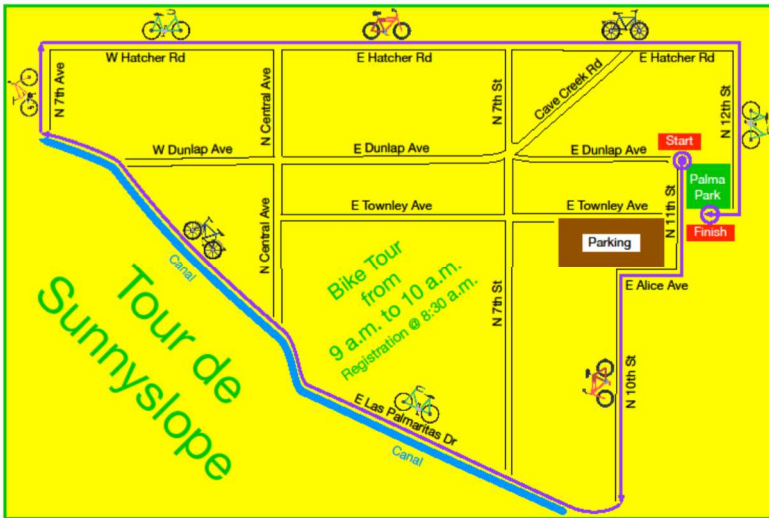 W Hatcher Rd
E Hatcher Rd
E Hatcher Rd
N 7th Ave
N Central Ave
N 7th St
Cave Creek Rd
N 12th St
W Dunlap Ave
E Dunlap Ave
E Dunlap Ave
Start
Palma
Park
Finish
E Townley Ave
E Townley Ave
N 11th St
N Central Ave
Parking
E Alice Ave
Canal
Tour de
Sunnyslope
Bike Tour
from
9 a.m. to 10 a.m.
Registration @ 8:30 a.m.
N 7th St
N 10th St
E Las Palmaritas Dr
Canal